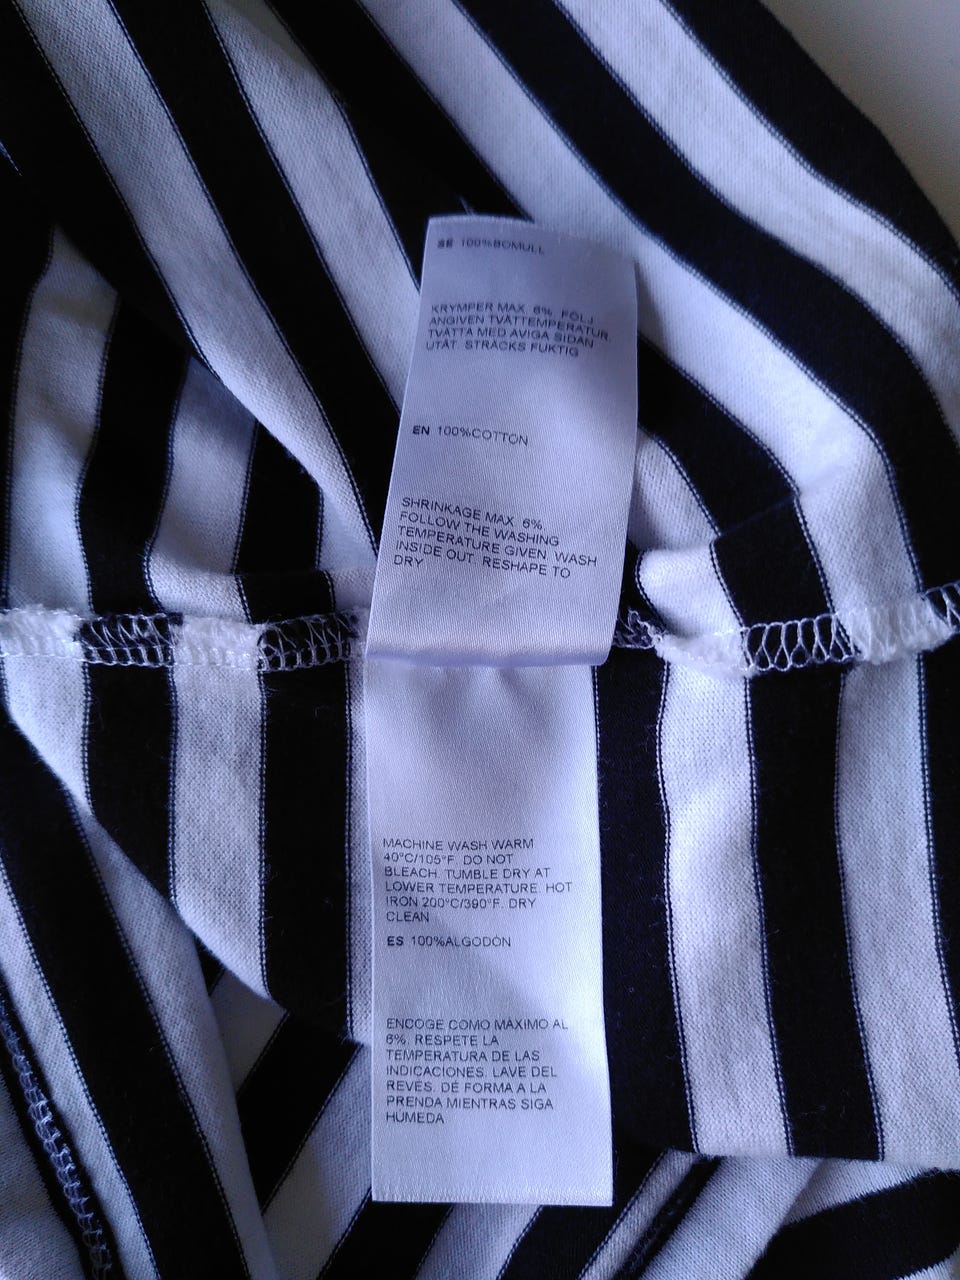 SE 100%BOMULL
KRYMPER MAX 6%. FÖLJ
ANGIVEN TVÄTTEMPERATUR.
TVÄTTA MED AVIGA SIDAN
UTÅT. STRÄCKS FUKTIG
EN 100%COTTON
SHRINKAGE MAX 6%
FOLLOW THE WASHING
TEMPERATURE GIVEN. WASH
INSIDE OUT. RESHAPE TO
DRY
MACHINE WASH WARM
40°C/105°F. DO NOT
BLEACH. TUMBLE DRY AT
LOWER TEMPERATURE. HOT
IRON 200°C/390°F. DRY
CLEAN
ES 100%ALGODÓN
ENCOGE COMO MÁXIMO AL
6%. RESPETE LA
TEMPERATURA DE LAS
INDICACIONES. LAVE DEL
REVÉS. DÉ FORMA A LA
PRENDA MIENTRAS SIGA
HÚMEDA